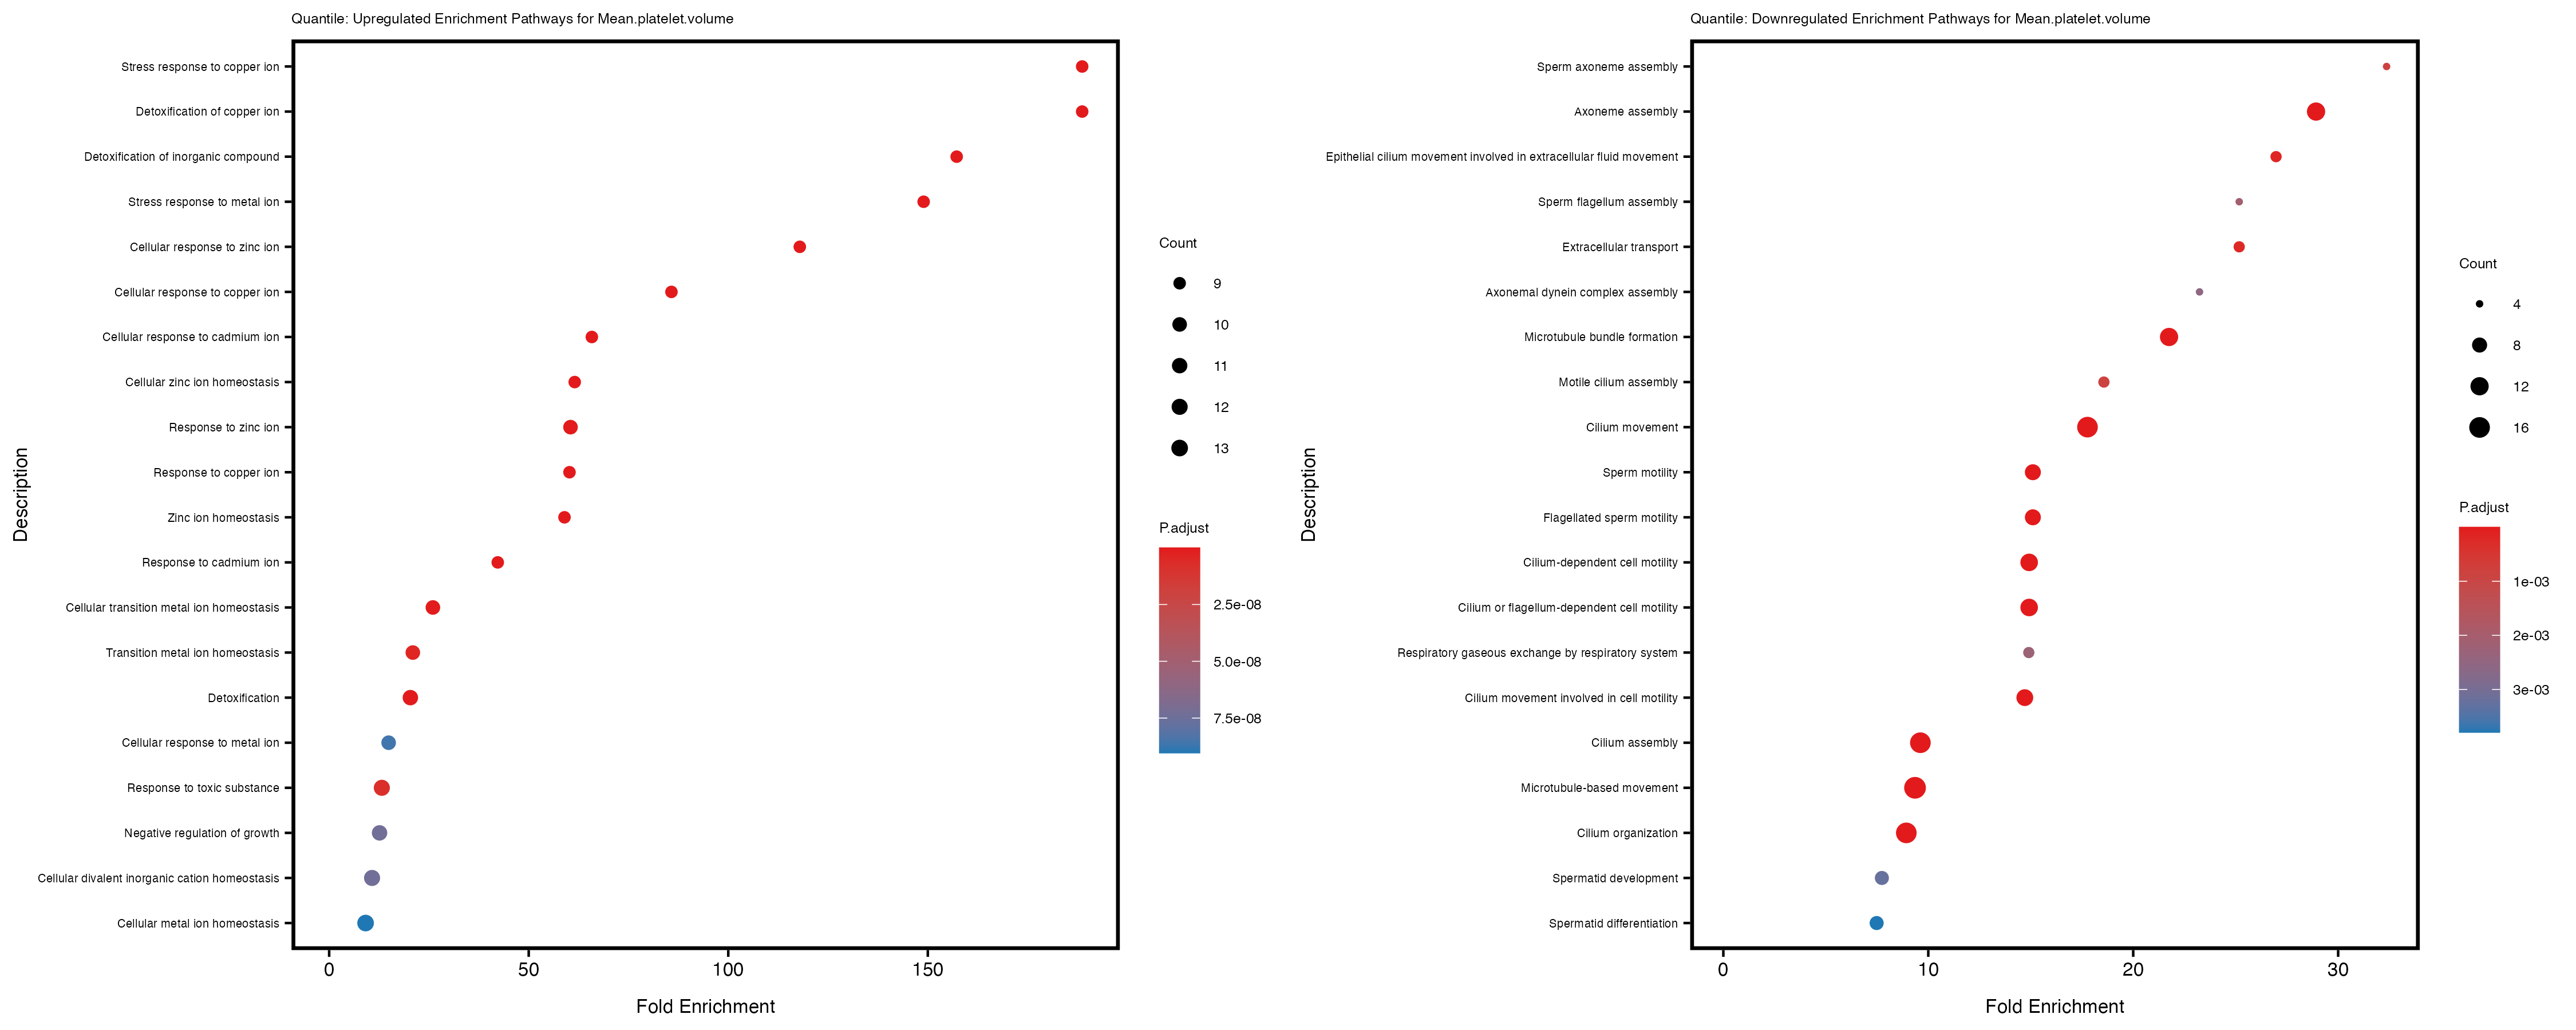 Quantile: Upregulated Enrichment Pathways for Mean.platelet.volume
Description
Stress response to copper ion
Detoxification of copper ion
Detoxification of inorganic compound
Stress response to metal ion
Cellular response to zinc ion
Cellular response to copper ion
Cellular response to cadmium ion
Cellular zinc ion homeostasis
Response to zinc ion
Response to copper ion
Zinc ion homeostasis
Response to cadmium ion
Cellular transition metal ion homeostasis
Transition metal ion homeostasis
Detoxification
Cellular response to metal ion
Response to toxic substance
Negative regulation of growth
Cellular divalent inorganic cation homeostasis
Cellular metal ion homeostasis
0 50 100 150
Fold Enrichment
Count
9
10
11
12
13
P.adjust
2.5e-08
5.0e-08
7.5e-08
Quantile: Downregulated Enrichment Pathways for Mean.platelet.volume
Description
Sperm axoneme assembly
Axoneme assembly
Epithelial cilium movement involved in extracellular fluid movement
Sperm flagellum assembly
Extracellular transport
Axonemal dynein complex assembly
Microtubule bundle formation
Motile cilium assembly
Cilium movement
Sperm motility
Flagellated sperm motility
Cilium-dependent cell motility
Cilium or flagellum-dependent cell motility
Respiratory gaseous exchange by respiratory system
Cilium movement involved in cell motility
Cilium assembly
Microtubule-based movement
Cilium organization
Spermatid development
Spermatid differentiation
0 10 20 30
Fold Enrichment
Count
4
8
12
16
P.adjust
1e-03
2e-03
3e-03